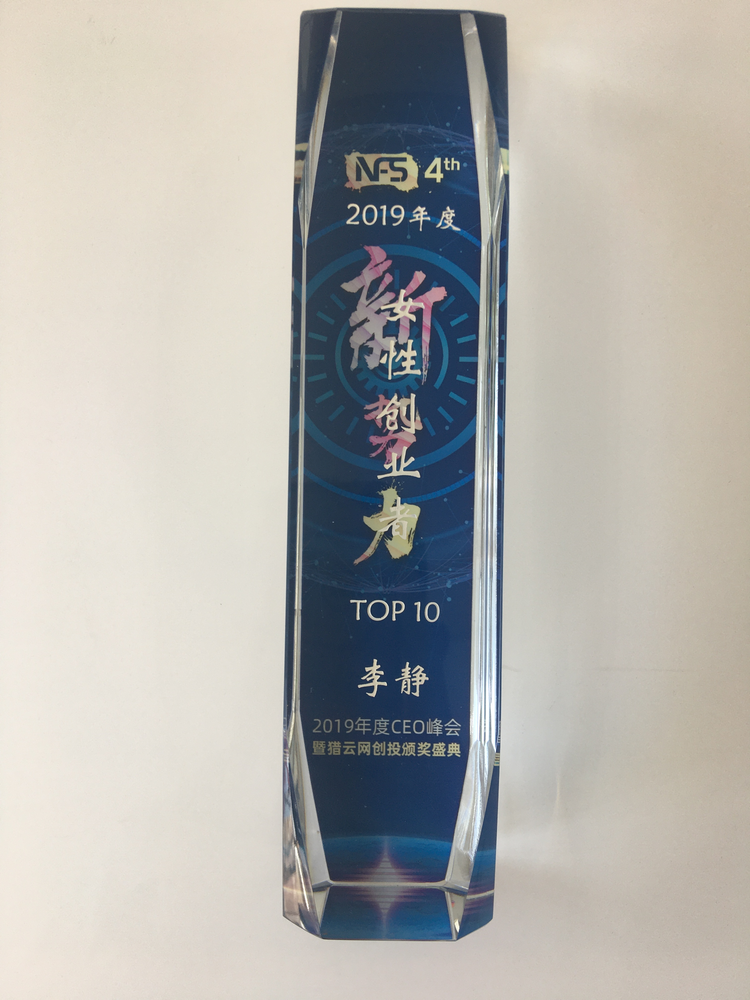 NFS 4th
2019年度
新势力
女性创业者
TOP 10
李静
2019年度CEO峰会
暨猎云网创投颁奖盛典